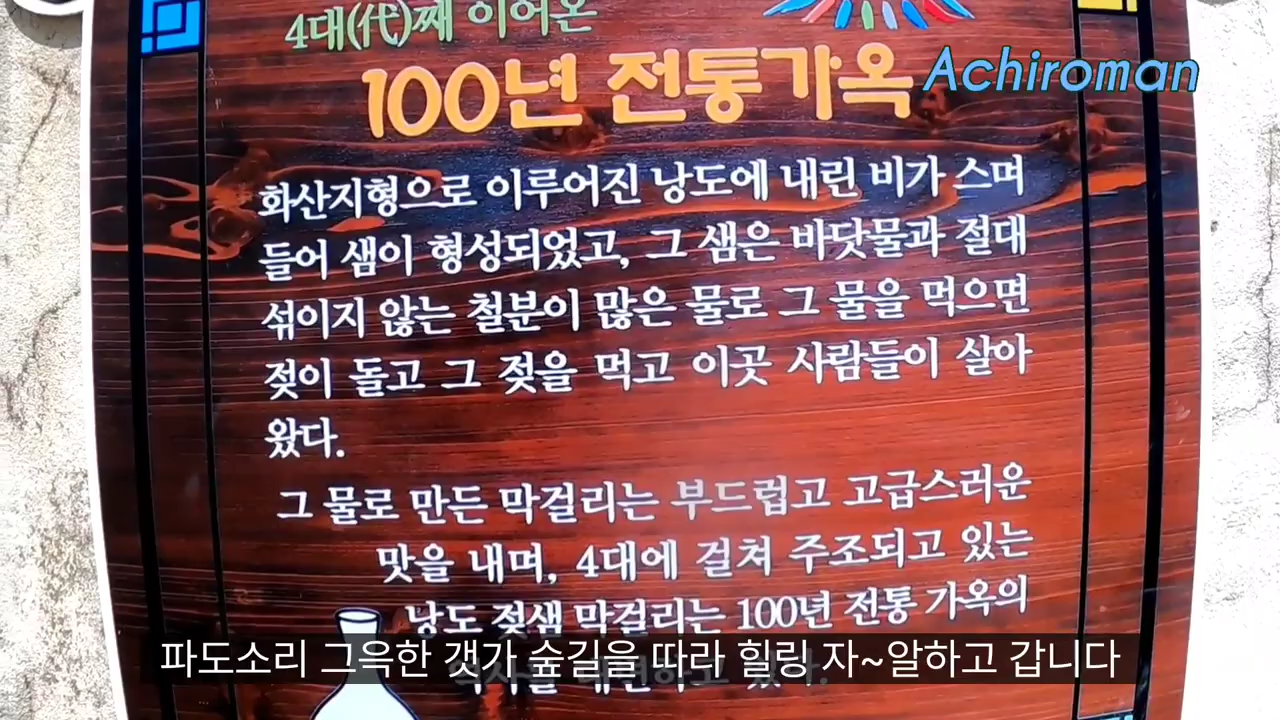 4대(代)째 이어온
100년 전통가옥
Achiroman
화산지형으로 이루어진 낭도에 내린 비가 스며
들어 샘이 형성되었고, 그 샘은 바닷물과 절대
섞이지 않는 철분이 많은 물로 그 물을 먹으면
젖이 돌고 그 젖을 먹고 이곳 사람들이 살아
왔다.
그 물로 만든 막걸리는 부드럽고 고급스러운
맛을 내며, 4대에 걸쳐 주조되고 있는
낭도 젖샘 막걸리는 100년 전통 가옥의
파도소리 그윽한 갯가 숲길을 따라 힐링 자~알하고 갑니다